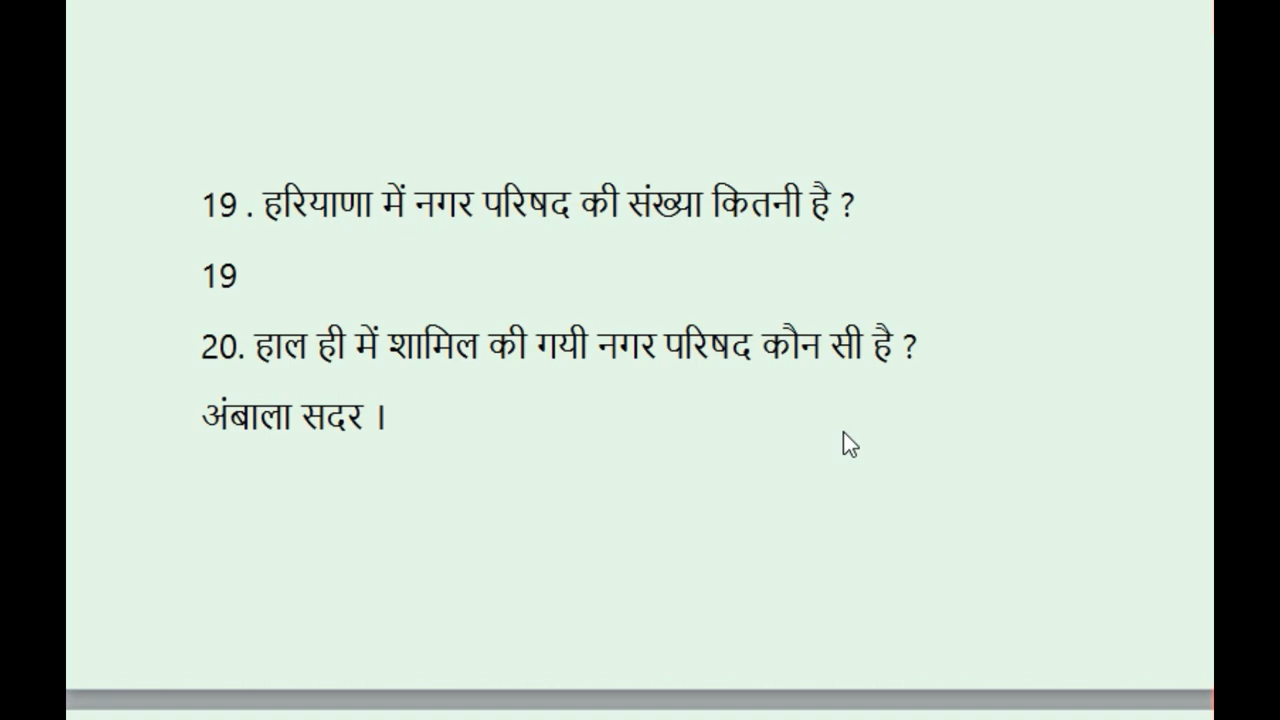 19 . हरियाणा में नगर परिषद की संख्या कितनी है ?
19
20. हाल ही में शामिल की गयी नगर परिषद कौन सी है ?
अंबाला सदर ।